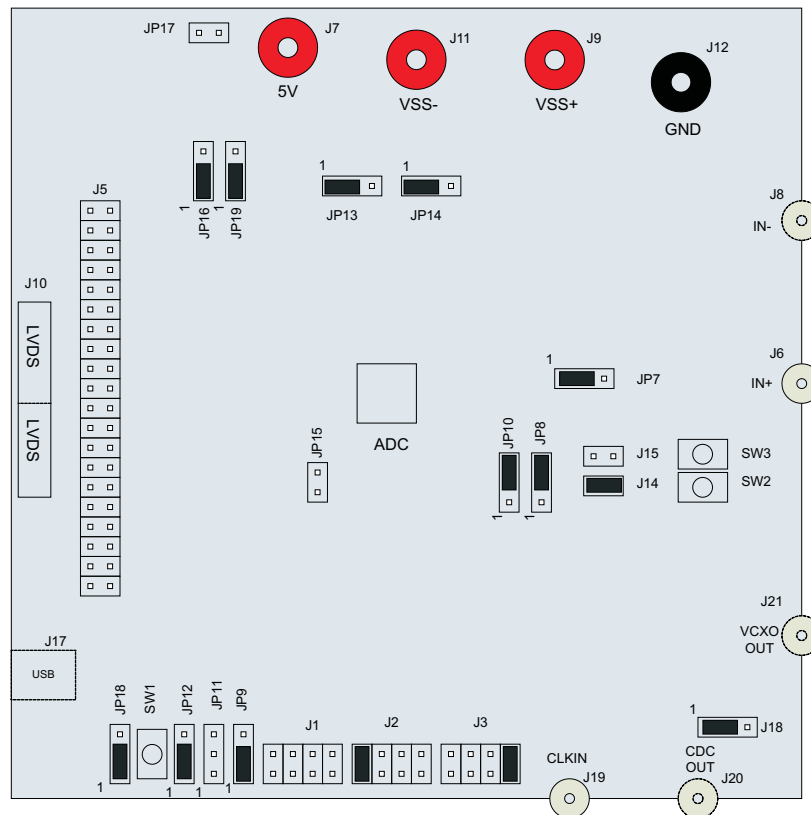 JP17
J7
J11
J9
J12
5V
VSS-
VSS+
GND
1
1
J5
1
JP16
1
JP19
JP13
JP14
J8
IN-
J10
LVDS
LVDS
J6
1
JP7
IN+
ADC
JP15
JP10
JP8
J15
SW3
J14
SW2
1
1
J21
VCXO
OUT
J17
USB
JP18
SW1
JP12
JP11
JP9
J1
J2
J3
1
J18
CLKIN
CDC
OUT
1
1
1
1
J19
J20